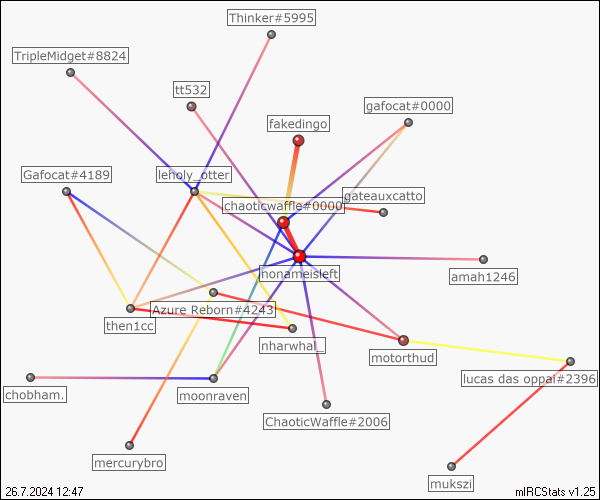 Thinker#5995
TripleMidget#8824
tt532
gafocat#0000
fakedingo
Gafocat#4189
leholy_otter
gateauxcatto
chaoticwaffle#0000
nonameisleft
amah1246
Azure Reborn#4243
then1cc
nharwhal_
motorthud
lucas das oppai#2396
chobham.
moonraven
ChaoticWaffle#2006
mercurybro
mukszi
26.7.2024 12:47
mIRCStats v1.25